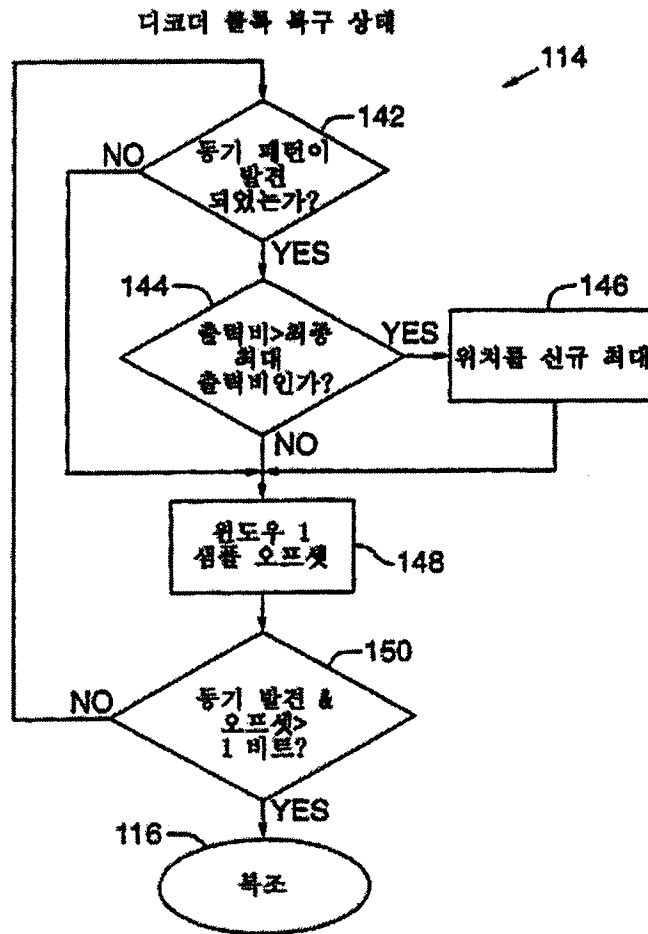 디코더 클록 복구 상태
114
142
NO
동기 패턴이
발견
되었는가?
YES
144
출력비>최종
최대
출력비인가?
YES
146
위치를 신규 최대
NO
윈도우 1
샘플 오프셋
148
150
NO
동기 발견 &
오프셋>
1 비트?
YES
116
복조